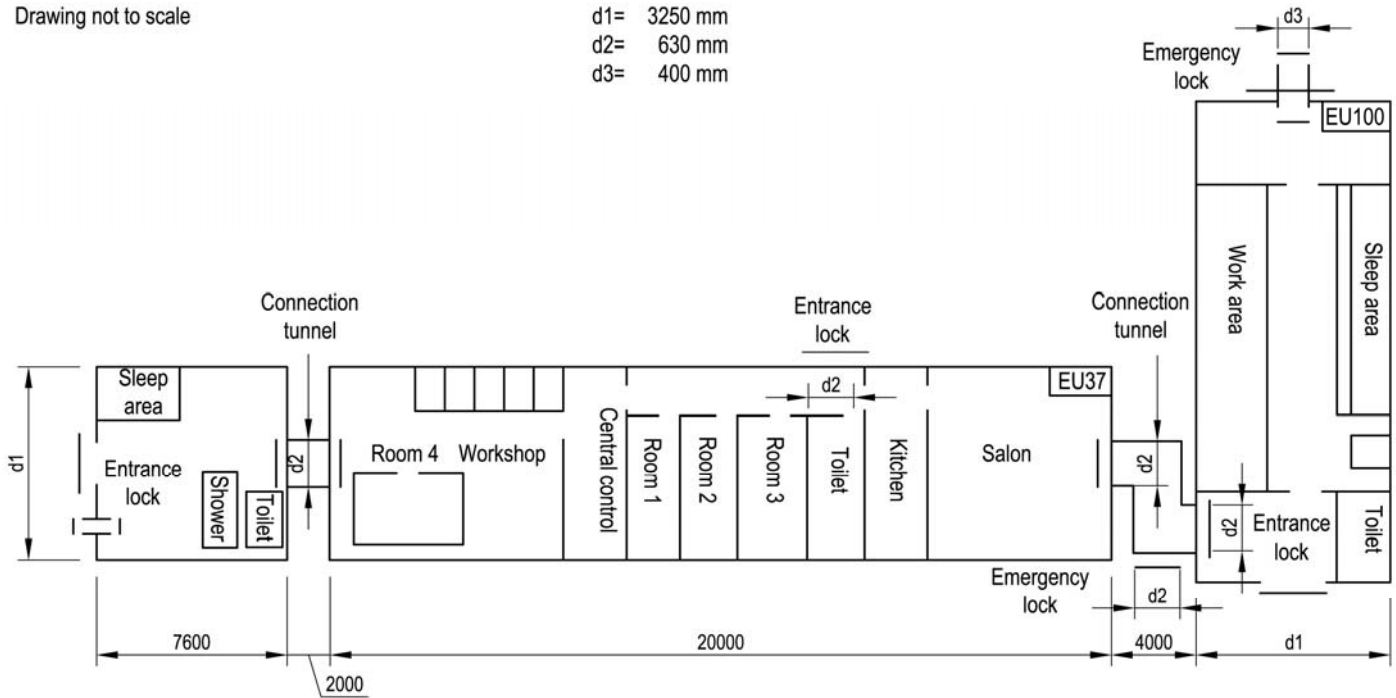 Drawing not to scale
d1= 3250 mm
d2= 630 mm
d3= 400 mm
d3
Emergency
lock
EU100
Work area
Sleep area
Connection
tunnel
Entrance
lock
Connection
tunnel
Sleep
area
d1
Entrance
lock
Shower
Toilet
d2
Room 4
Workshop
Central control
Room 1
Room 2
Room 3
d2
Toilet
Kitchen
Salon
EU37
d2
d2
Entrance
lock
Toilet
Emergency
lock
d2
7600
2000
20000
4000
d1